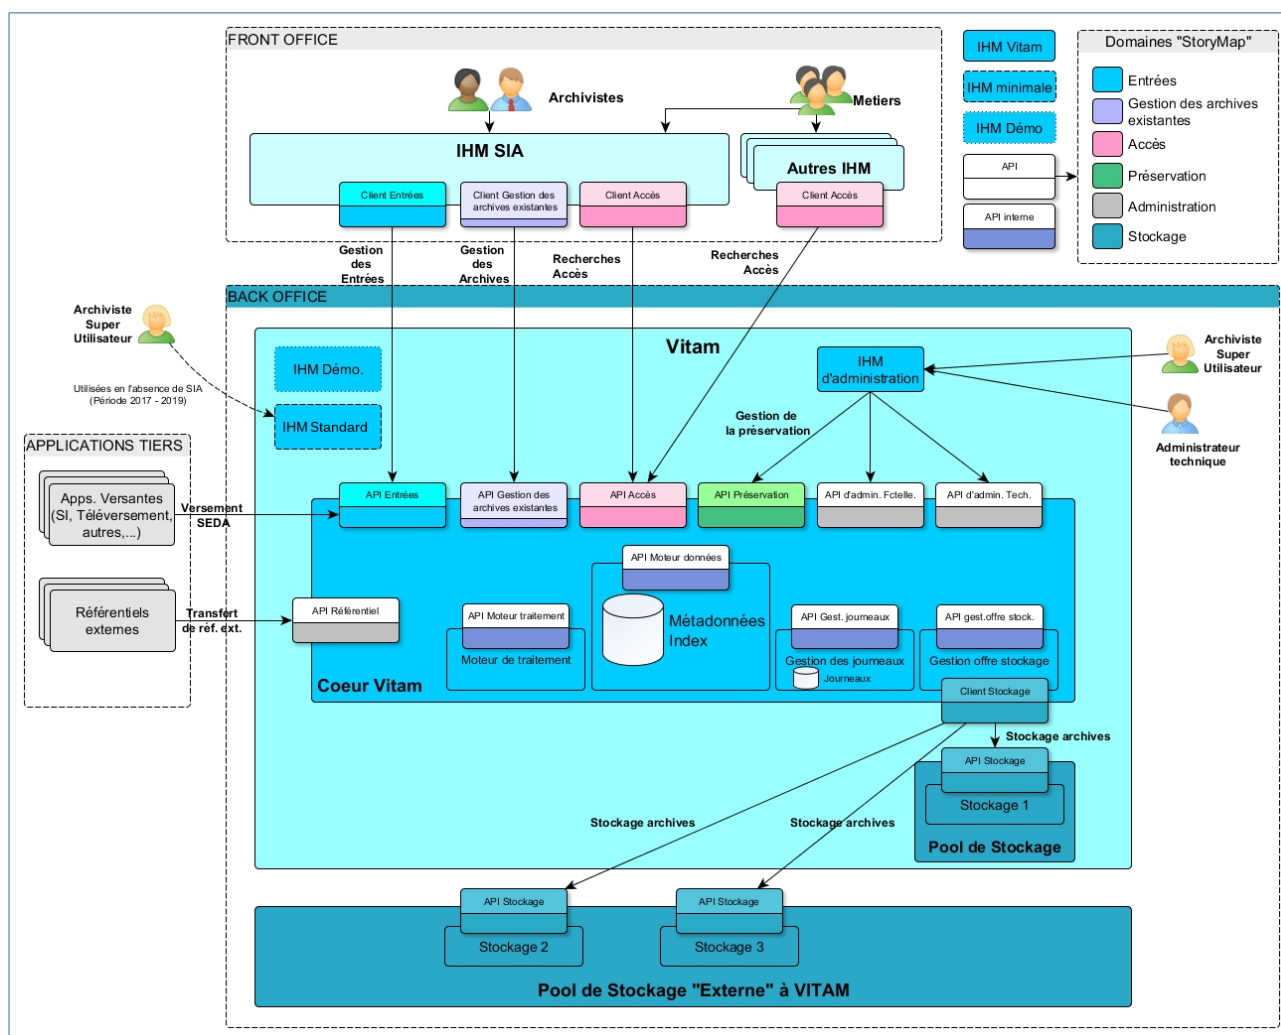 FRONT OFFICE
Archivistes
Metiers
IHM SIA
Autres IHM
Client Entrées
Client Gestion des
archives existantes
Client Accès
Client Accès
IHM Vitam
IHM minimale
IHM Démo
API
API interne
Domaines "StoryMap"
Entrées
Gestion des archives
existantes
Accès
Préservation
Administration
Stockage
Gestion
des
Entrées
Gestion
des
Archives
Recherches
Accès
Recherches
Accès
BACK OFFICE
Archiviste
Super
Utilisateur
Utilisées en l'absence de SIA
(Période 2017 - 2019)
Vitam
IHM Démo.
IHM Standard
IHM
d'administration
Archiviste
Super
Utilisateur
Administrateur
technique
Gestion de
la préservation
APPLICATIONS TIERS
Apps. Versantes
(SI, Téléversement,
autres,...)
Versement
SEDA
Référentiels
externes
Transfert
de réf. ext.
API Entrées
API Gestion des
archives existantes
API Accès
API Préservation
API d'admin. Fctelle.
API d'admin. Tech.
API Moteur données
Métadonnées
Index
API Référentiel
API Moteur traitement
Moteur de traitement
API Gest. journeaux
Gestion des journeaux
Journeaux
API gest.offre stock.
Gestion offre stockage
Coeur Vitam
Client Stockage
Stockage archives
API Stockage
Stockage 1
Pool de Stockage
Stockage archives
Stockage archives
API Stockage
Stockage 2
API Stockage
Stockage 3
Pool de Stockage "Externe" à VITAM